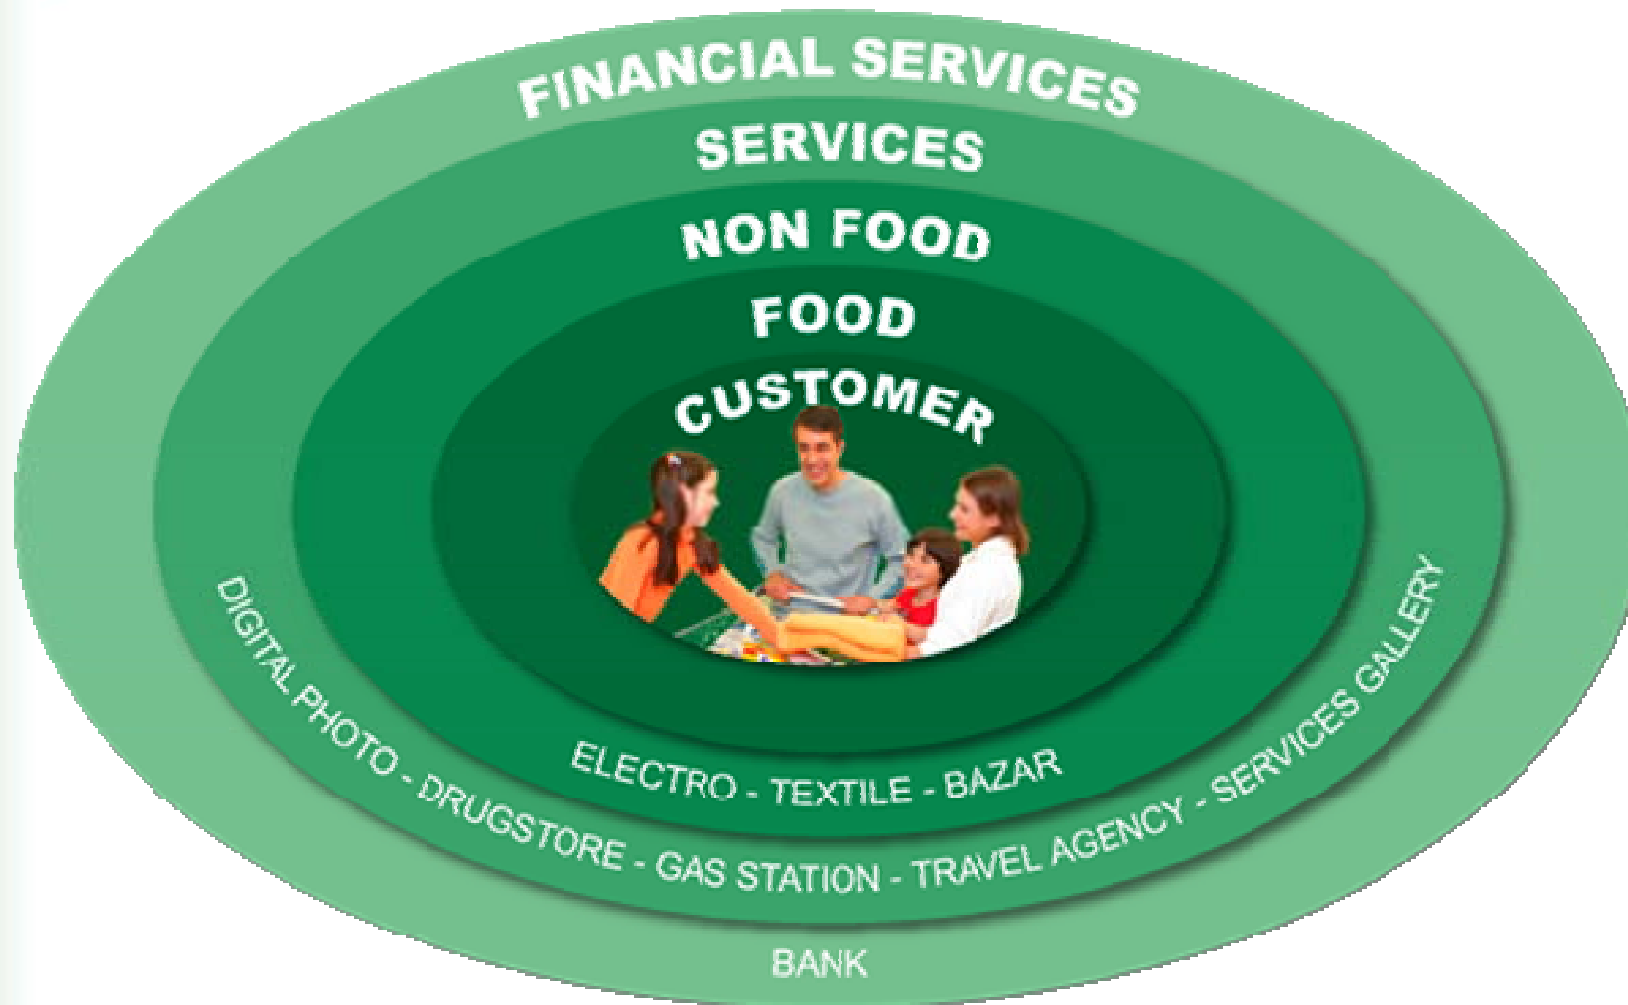 FINANCIAL SERVICES
SERVICES
NON FOOD
FOOD
CUSTOMER
ELECTRO - TEXTILE - BAZAR
DIGITAL PHOTO - DRUGSTORE - GAS STATION - TRAVEL AGENCY - SERVICES GALLERY
BANK